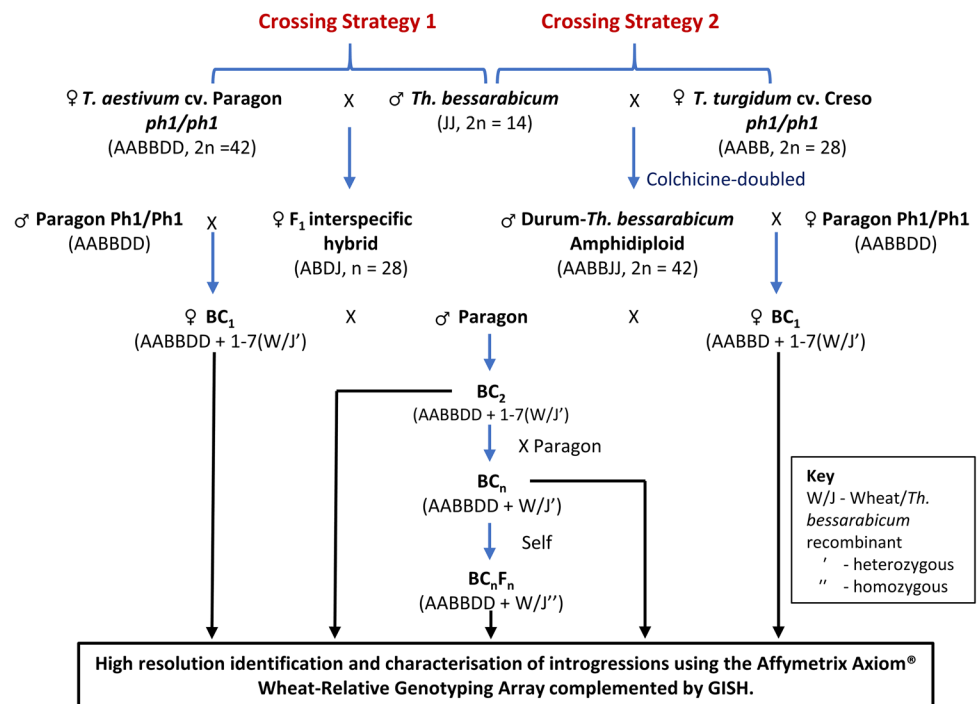 Crossing Strategy 1
Crossing Strategy 2
♀ T. aestivum cv. Paragon
ph1/ph1
(AABBDD, 2n =42)
X
♂ Th. bessarabicum
(JJ, 2n = 14)
X
♀ T. turgidum cv. Creso
ph1/ph1
(AABB, 2n = 28)
Colchicine-doubled
♂ Paragon Ph1/Ph1
(AABBDD)
X
♀ F1 interspecific
hybrid
(ABDJ, n = 28)
♂ Durum-Th. bessarabicum
Amphidiploid
(AABBJJ, 2n = 42)
X
♀ Paragon Ph1/Ph1
(AABBDD)
♀ BC1
(AABBDD + 1-7(W/J’)
X
♂ Paragon
X
♀ BC1
(AABBD + 1-7(W/J’)
BC2
(AABBDD + 1-7(W/J’)
X Paragon
BCn
(AABBDD + W/J’)
Self
BCnFn
(AABBDD + W/J’’)
Key
W/J - Wheat/Th.
bessarabicum
recombinant
’ - heterozygous
’’ - homozygous
High resolution identification and characterisation of introgressions using the Affymetrix Axiom®
Wheat-Relative Genotyping Array complemented by GISH.